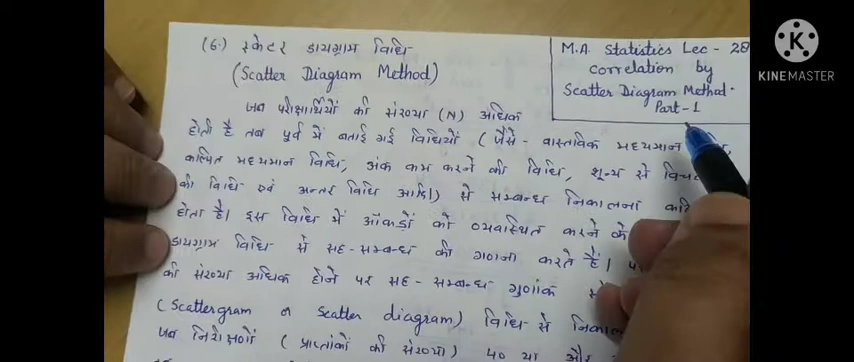 (6.) स्केटर डायग्राम विधि-
(Scatter Diagram Method)
M.A. Statistics Lec - 28
Correlation by
Scatter Diagram Method.
Part-1
KINEMASTER
जब परीक्षार्थियों की संख्या (N) अधिक
होती है तब पूर्व में बताई गई विधियों (जैसे - वास्तविक मध्यमान
कल्पित मध्यमान विधि, अंक कम करने की विधि, शून्य से
की विधि एवं अन्तर विधि आदि) से सम्बन्ध निकालना
होता है। इस विधि में आँकड़ों को व्यवस्थित करने के
डायग्राम विधि से सह-सम्बन्ध की गणना करते हैं।
की संख्या अधिक होने पर सह-सम्बन्ध गुणांक
(Scattergram or Scatter diagram) विधि से
जब निरीक्षणों (प्राप्तांकों की संख्या) 40 या और